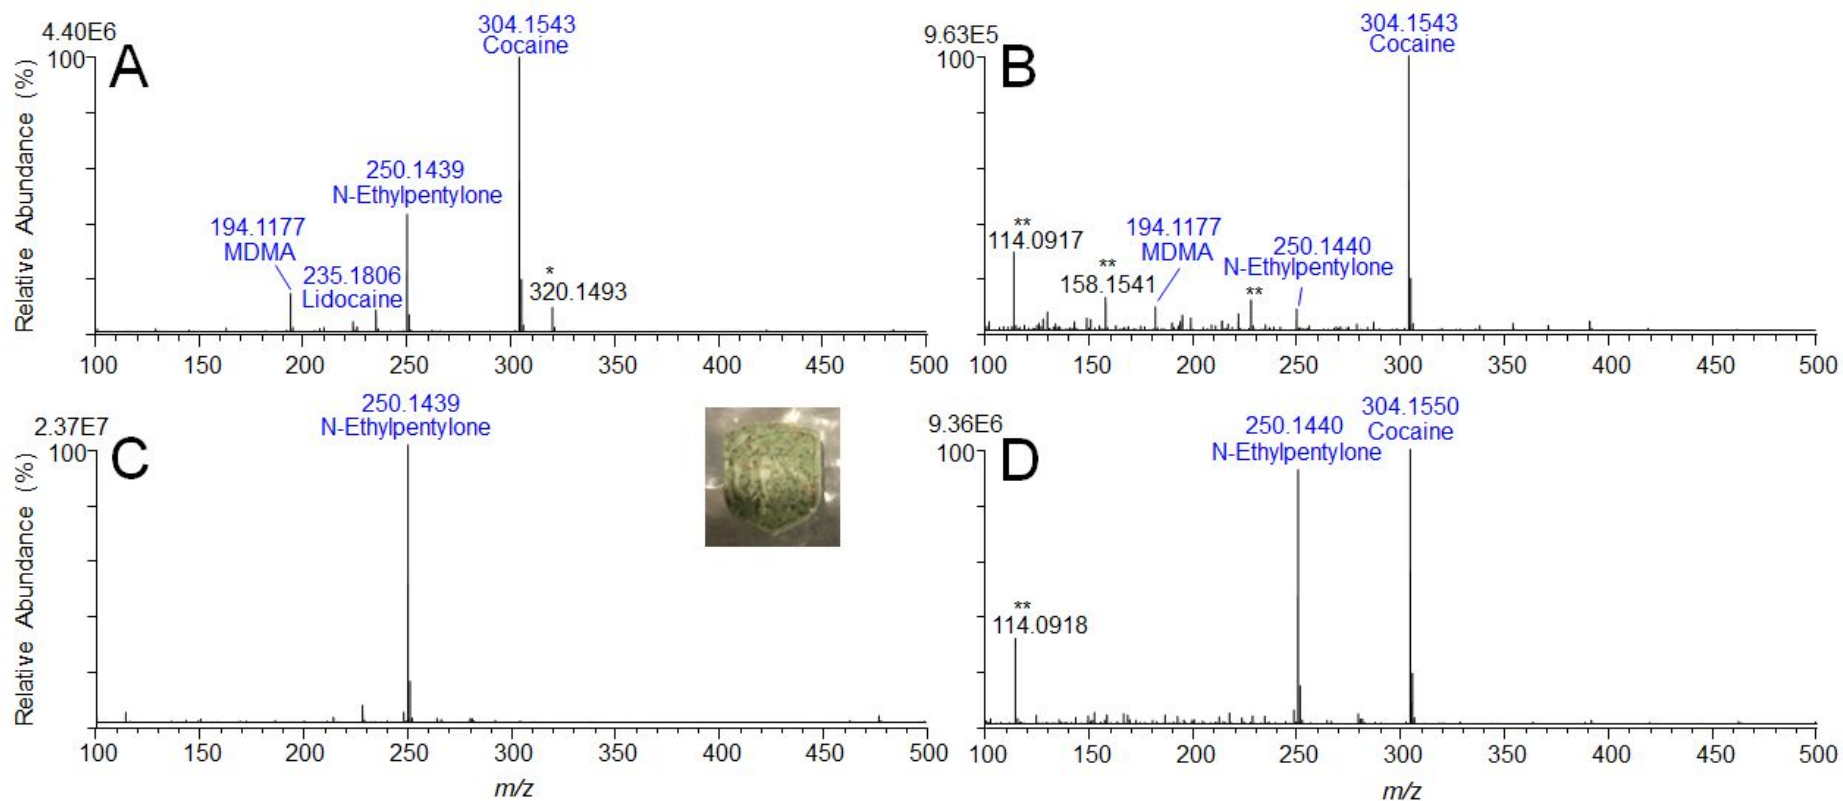 4.40E6
100
A
Relative Abundance (%)
304.1543
Cocaine
250.1439
N-Ethylpentylone
194.1177
MDMA
235.1806
Lidocaine
*
320.1493
100 150 200 250 300 350 400 450 500
9.63E5
100
B
304.1543
Cocaine
**
114.0917
**
158.1541
194.1177
MDMA
**
250.1440
N-Ethylpentylone
100 150 200 250 300 350 400 450 500
2.37E7
100
C
Relative Abundance (%)
250.1439
N-Ethylpentylone
100 150 200 250 300 350 400 450 500
m/z
9.36E6
100
D
250.1440
N-Ethylpentylone
304.1550
Cocaine
**
114.0918
100 150 200 250 300 350 400 450 500
m/z